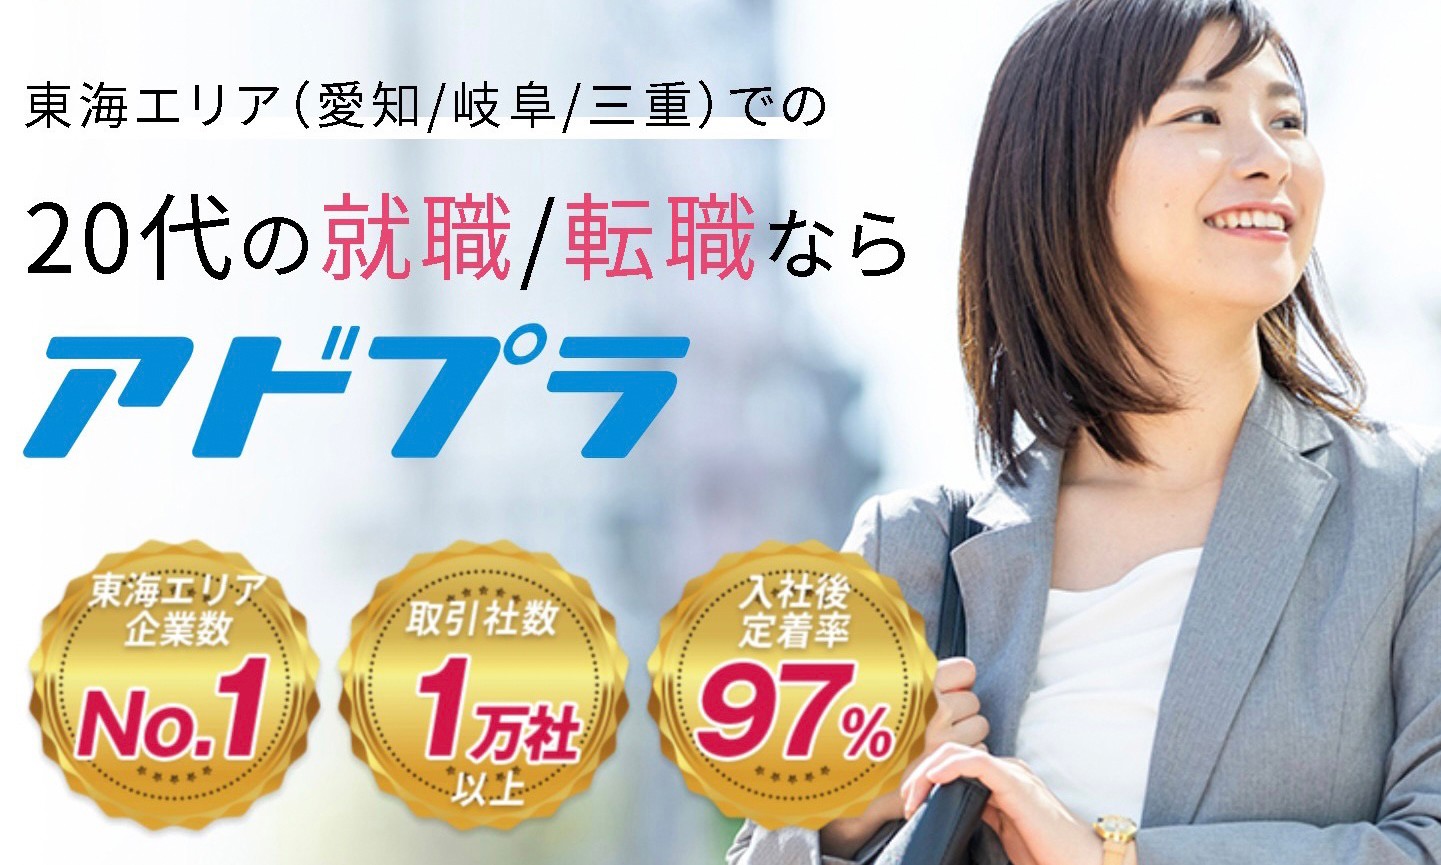 東海エリア(愛知/岐阜/三重)での
20代の就職/転職なら
アドプラ
東海エリア
企業数
No.1
取引社数
1万社
以上
入社後
定着率
97%